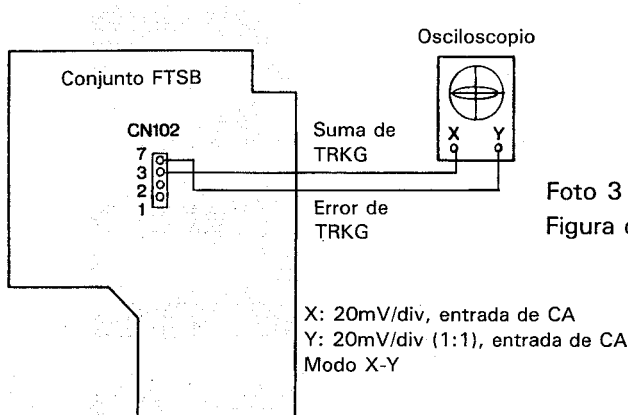 Osciloscopio
Conjunto FTSB
CN102
7
3
2
1
X Y
Suma de
TRKG
Error de
TRKG
Foto 3
Figura
X: 20mV/div, entrada de CA
Y: 20mV/div (1:1), entrada de CA
Modo X-Y